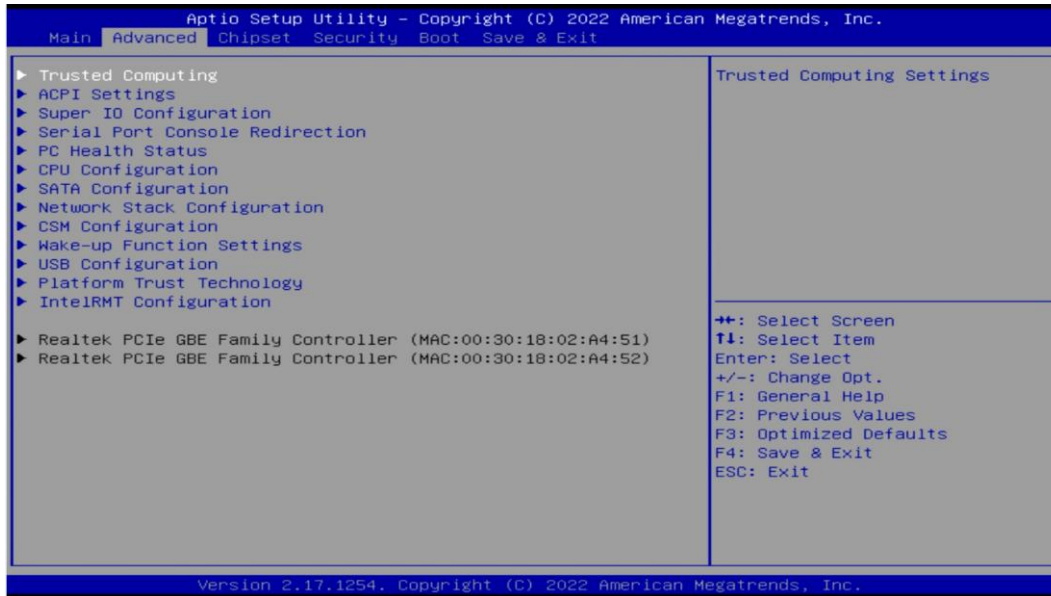 Aptio Setup Utility – Copyright (C) 2022 American Megatrends, Inc.
Main Advanced Chipset Security Boot Save & Exit
▶ Trusted Computing
▶ ACPI Settings
▶ Super IO Configuration
▶ Serial Port Console Redirection
▶ PC Health Status
▶ CPU Configuration
▶ SATA Configuration
▶ Network Stack Configuration
▶ CSM Configuration
▶ Wake-up Function Settings
▶ USB Configuration
▶ Platform Trust Technology
▶ IntelRMT Configuration
▶ Realtek PCIe GBE Family Controller (MAC:00:30:18:02:A4:51)
▶ Realtek PCIe GBE Family Controller (MAC:00:30:18:02:A4:52)
Trusted Computing Settings
→←: Select Screen
↑↓: Select Item
Enter: Select
+/-: Change Opt.
F1: General Help
F2: Previous Values
F3: Optimized Defaults
F4: Save & Exit
ESC: Exit
Version 2.17.1254. Copyright (C) 2022 American Megatrends, Inc.